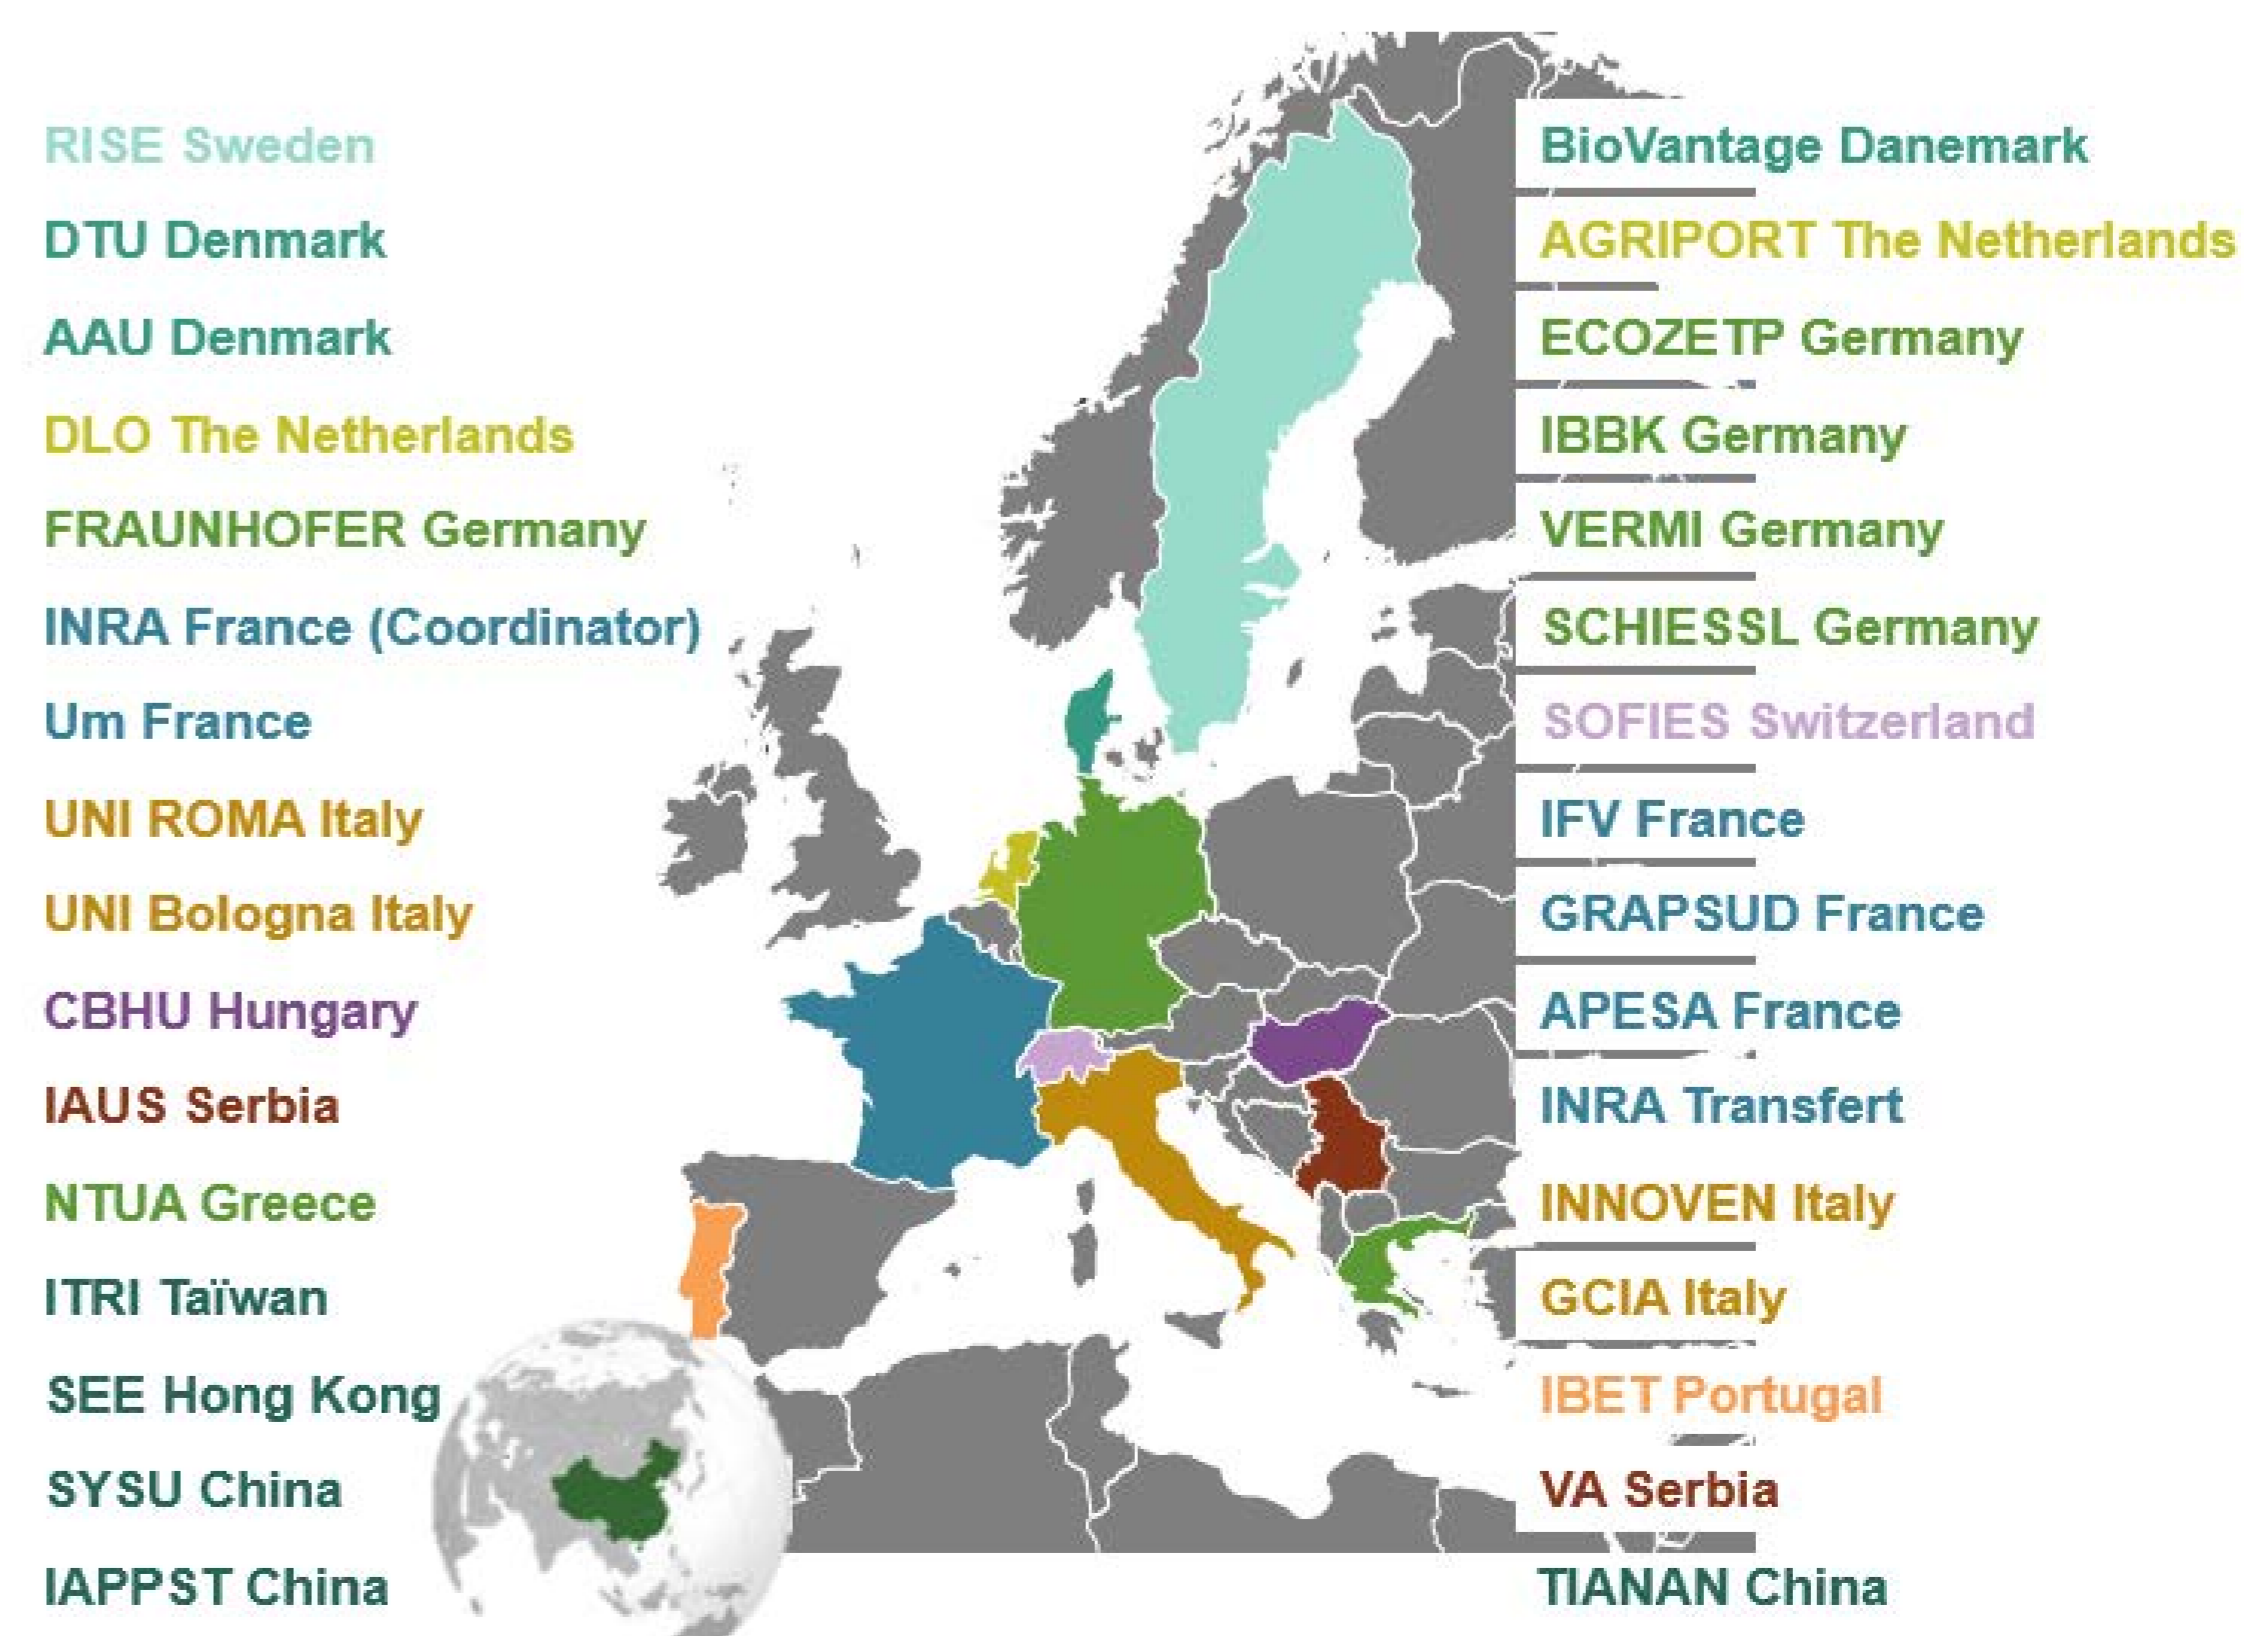 RISE Sweden
DTU Denmark
AAU Denmark
DLO The Netherlands
FRAUNHOFER Germany
INRA France (Coordinator)
Um France
UNI ROMA Italy
UNI Bologna Italy
CBHU Hungary
IAUS Serbia
NTUA Greece
ITRI Taïwan
SEE Hong Kong
SYSU China
IAPPST China
BioVantage Danemark
AGRIPORT The Netherlands
ECOZETP Germany
IBBK Germany
VERMI Germany
SCHIESSL Germany
SOFIES Switzerland
IFV France
GRAPSUD France
APESA France
INRA Transfert
INNOVEN Italy
GCIA Italy
IBET Portugal
VA Serbia
TIANAN China